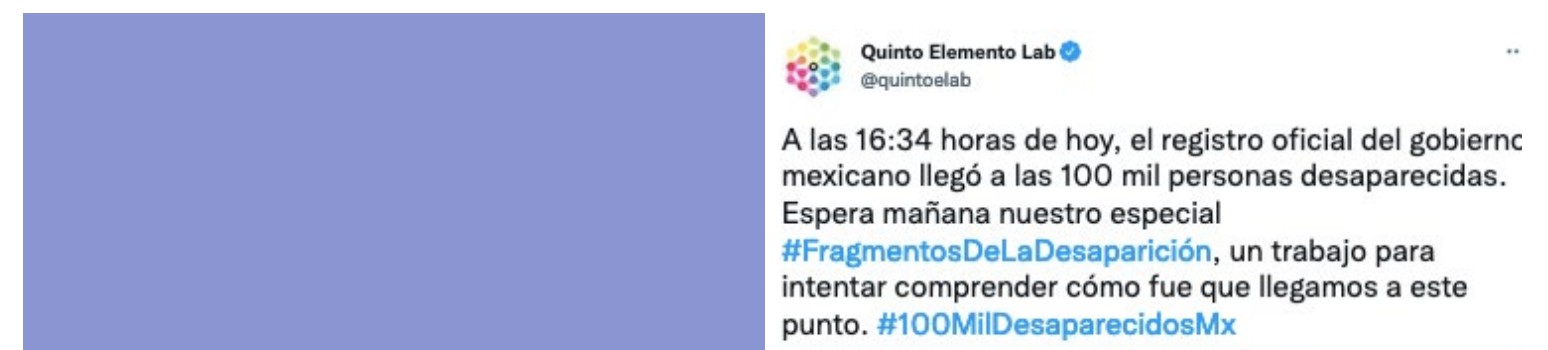 Quinto Elemento Lab
@quintoelab
A las 16:34 horas de hoy, el registro oficial del gobierno
mexicano llegó a las 100 mil personas desaparecidas.
Espera mañana nuestro especial
#FragmentosDeLaDesaparición, un trabajo para
intentar comprender cómo fue que llegamos a este
punto. #100MilDesaparecidosMx